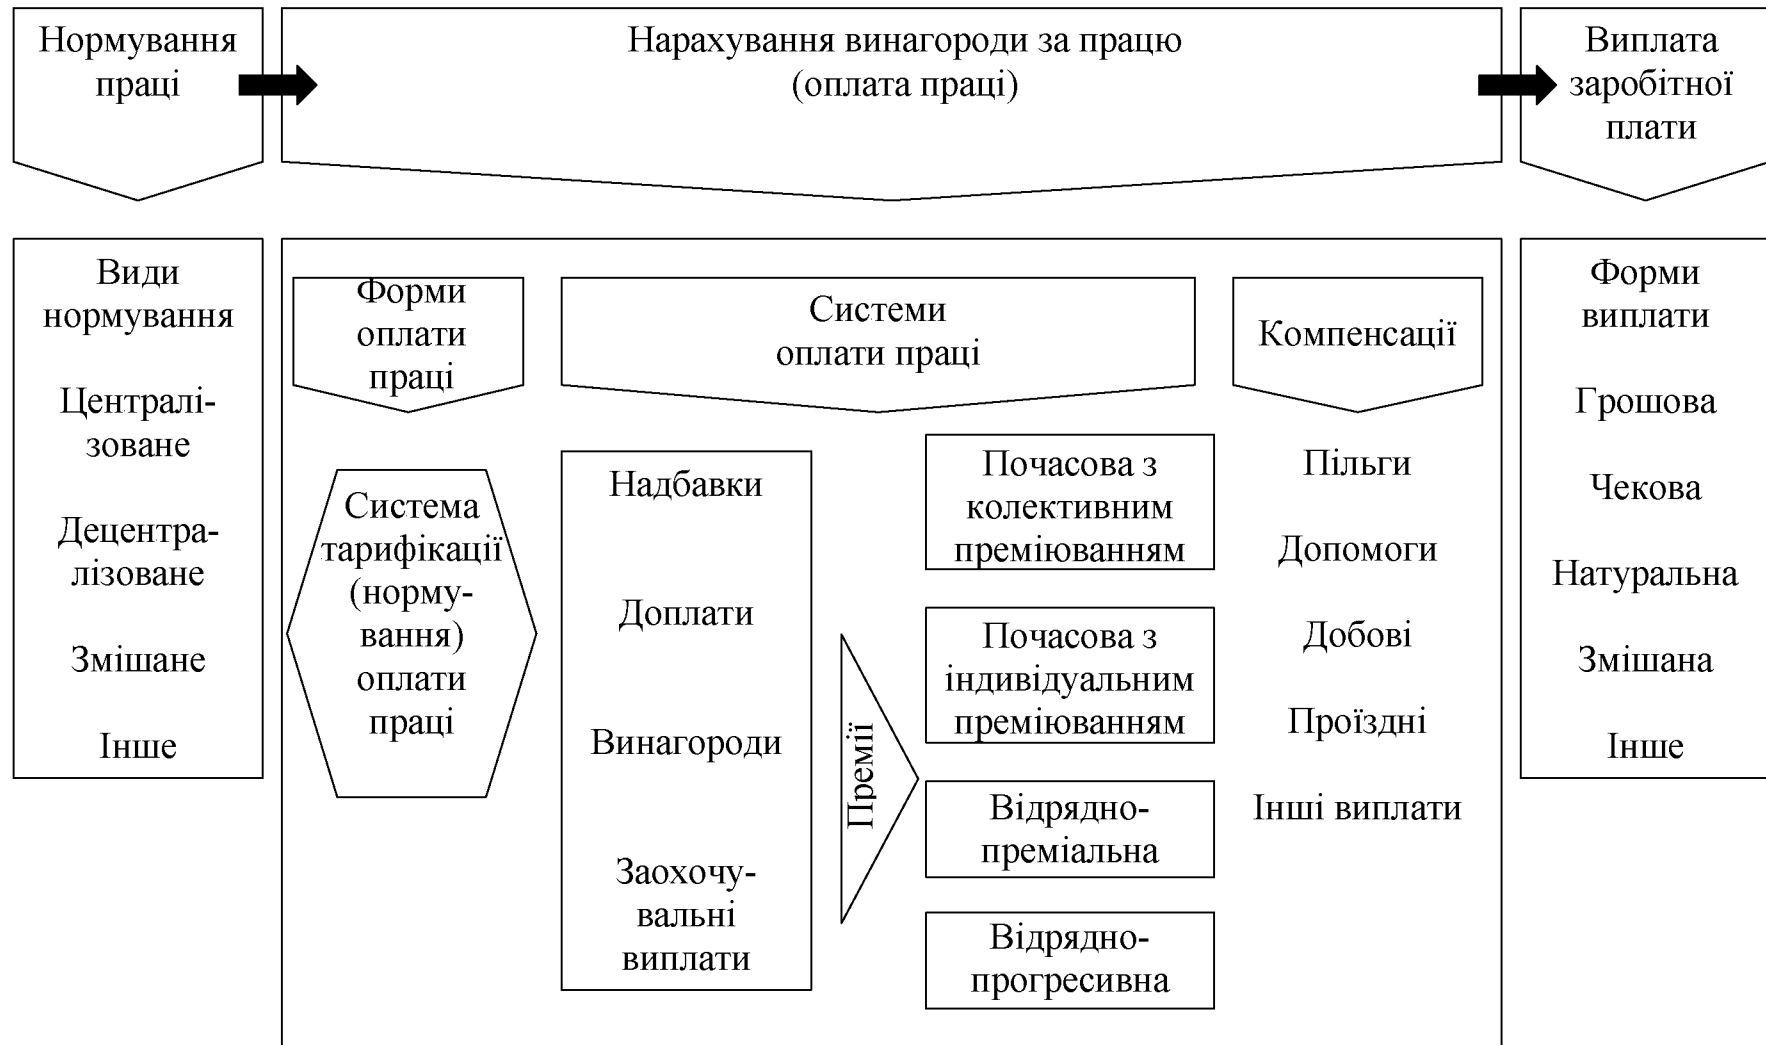 Нормування
праці
Нарахування винагороди за працю
(оплата праці)
Виплата
заробітної
плати
Види
нормування
Централі-
зоване
Децентра-
лізоване
Змішане
Інше
Форми
оплати
праці
Система
тарифікації
(норму-
вання)
оплати
праці
Системи
оплати праці
Надбавки
Доплати
Винагороди
Заохочу-
вальні
виплати
Премії
Почасова з
колективним
преміюванням
Почасова з
індивідуальним
преміюванням
Відрядно-
преміальна
Відрядно-
прогресивна
Компенсації
Пільги
Допомоги
Добові
Проїздні
Інші виплати
Форми
виплати
Грошова
Чекова
Натуральна
Змішана
Інше